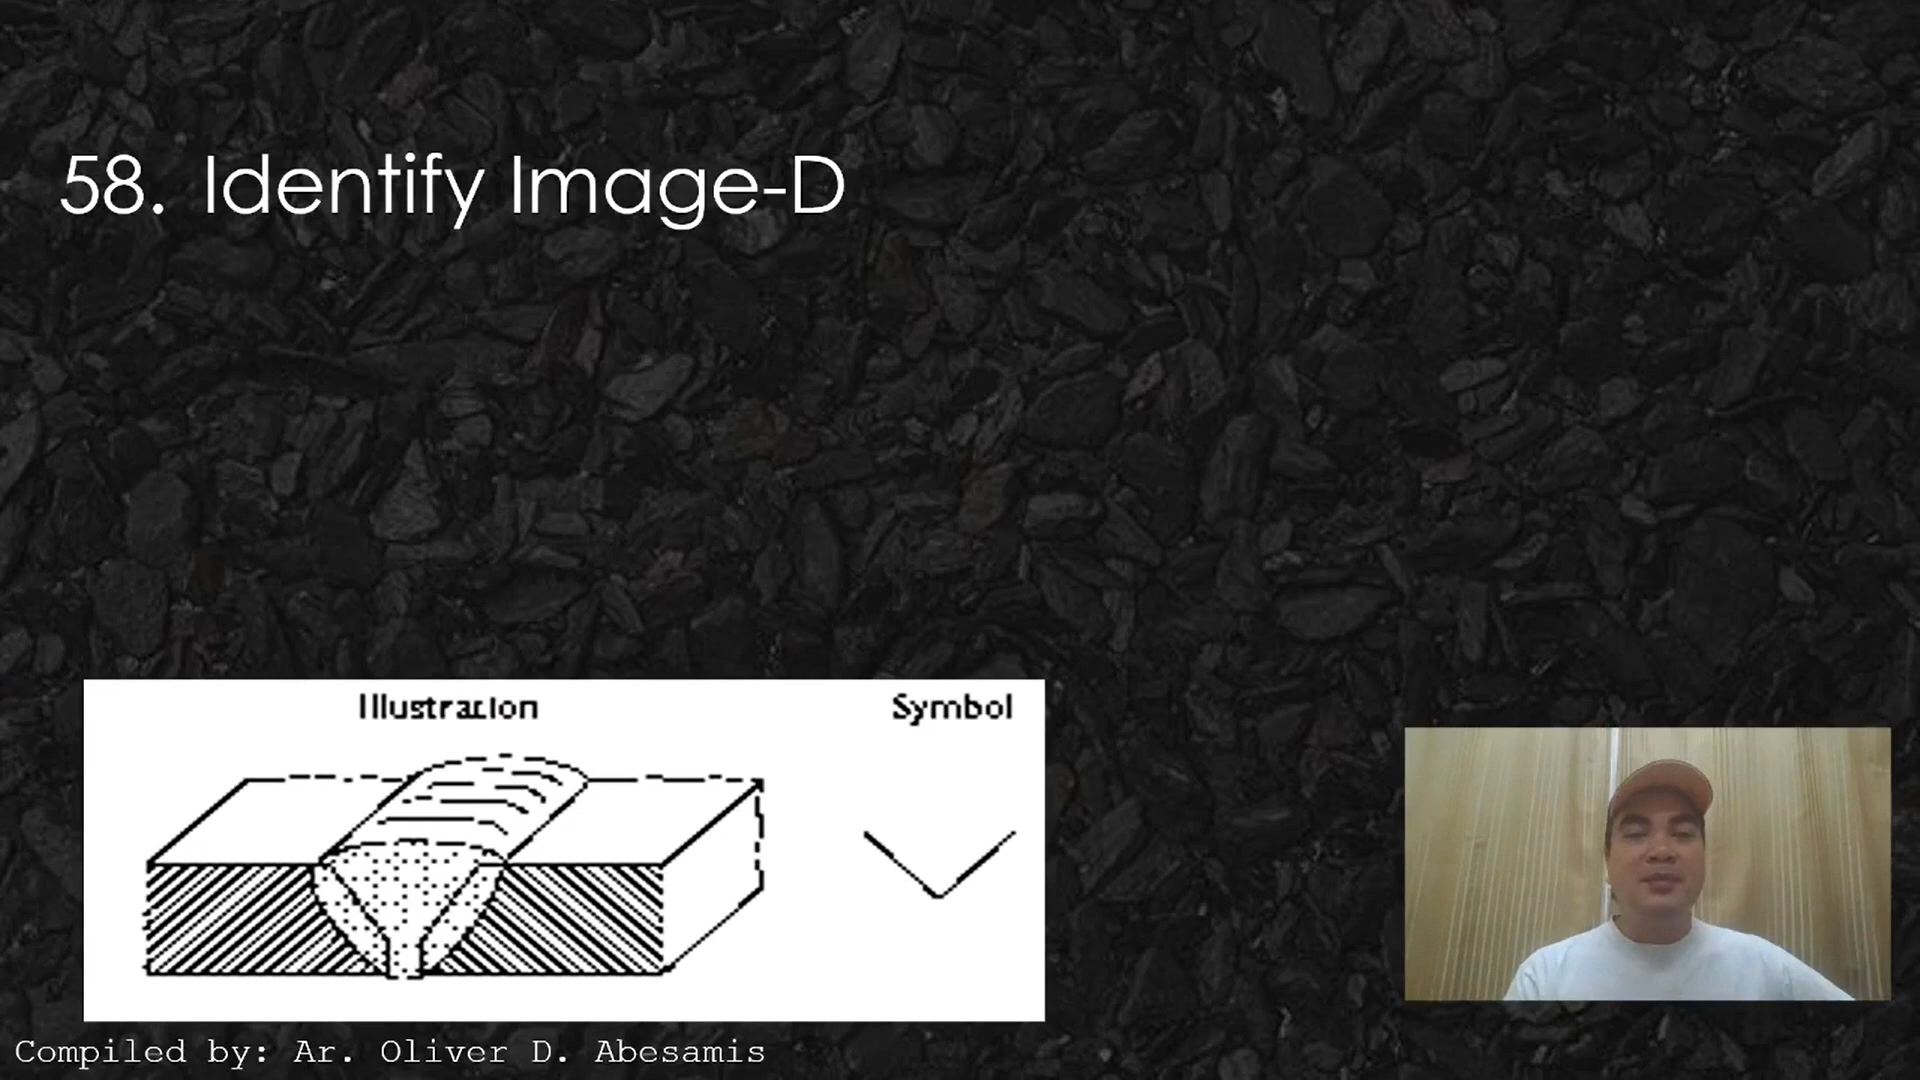 58. Identify Image-D
Illustration
Symbol
Compiled by: Ar. Oliver D. Abesamis